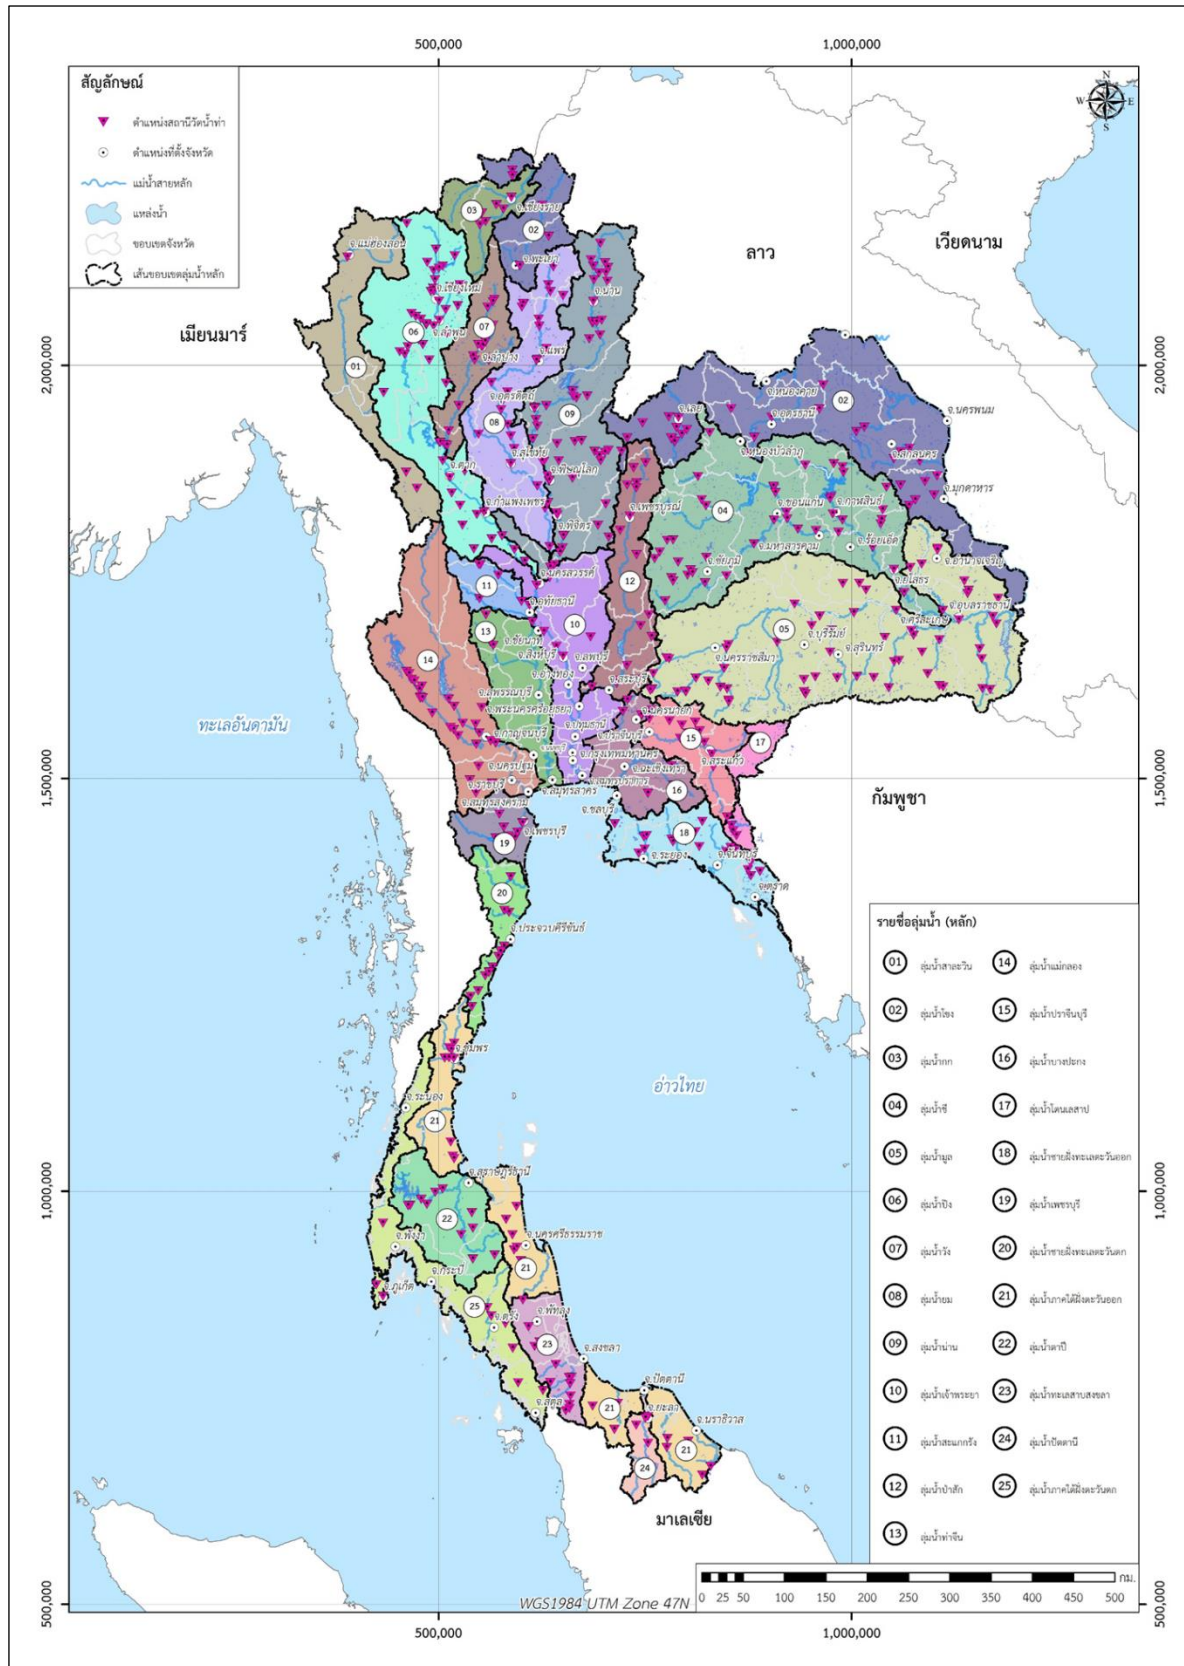 500,000
1,000,000
สัญลักษณ์
ตำแหน่งสถานีวัดน้ำท่า
ตำแหน่งที่ตั้งจังหวัด
แม่น้ำสายหลัก
แหล่งน้ำ
ขอบเขตจังหวัด
เส้นขอบเขตลุ่มน้ำหลัก
N
W
E
S
ลาว
เวียดนาม
เมียนมาร์
กัมพูชา
มาเลเซีย
ทะเลอันดามัน
อ่าวไทย
2,000,000
2,000,000
1,500,000
1,500,000
1,000,000
1,000,000
500,000
500,000
03
จ.เชียงราย
02
จ.แม่ฮ่องสอน
จ.พะเยา
จ.เชียงใหม่
จ.น่าน
06
จ.ลำพูน
07
จ.ลำปาง
จ.แพร่
01
จ.อุตรดิตถ์
08
09
จ.หนองคาย
02
จ.เลย
จ.อุดรธานี
จ.นครพนม
จ.หนองบัวลำภู
จ.สกลนคร
จ.สุโขทัย
จ.ตาก
จ.พิษณุโลก
จ.มุกดาหาร
จ.กำแพงเพชร
จ.เพชรบูรณ์
04
จ.ขอนแก่น
จ.กาฬสินธุ์
จ.พิจิตร
จ.มหาสารคาม
จ.ร้อยเอ็ด
จ.ชัยภูมิ
จ.อำนาจเจริญ
จ.นครสวรรค์
11
12
จ.ยโสธร
จ.อุทัยธานี
จ.อุบลราชธานี
13
10
จ.ชัยนาท
05
จ.บุรีรัมย์
จ.ศรีสะเกษ
จ.สิงห์บุรี
จ.ลพบุรี
จ.นครราชสีมา
จ.สุรินทร์
14
จ.อ่างทอง
จ.สระบุรี
จ.สุพรรณบุรี
จ.พระนครศรีอยุธยา
จ.นครนายก
จ.ปทุมธานี
จ.ปราจีนบุรี
15
17
จ.กาญจนบุรี
จ.กรุงเทพมหานคร
จ.สระแก้ว
จ.นครปฐม
จ.ฉะเชิงเทรา
จ.ราชบุรี
จ.สมุทรปราการ
จ.สมุทรสาคร
16
จ.สมุทรสงคราม
จ.ชลบุรี
จ.เพชรบุรี
18
19
จ.ระยอง
จ.จันทบุรี
20
จ.ตราด
จ.ประจวบคีรีขันธ์
จ.ชุมพร
จ.ระนอง
21
จ.สุราษฎร์ธานี
22
จ.พังงา
จ.นครศรีธรรมราช
จ.กระบี่
21
จ.ภูเก็ต
25
จ.ตรัง
จ.พัทลุง
23
จ.สงขลา
จ.สตูล
จ.ปัตตานี
21
จ.ยะลา
จ.นราธิวาส
21
24
รายชื่อลุ่มน้ำ (หลัก)
01 ลุ่มน้ำสาละวิน
02 ลุ่มน้ำโขง
03 ลุ่มน้ำกก
04 ลุ่มน้ำชี
05 ลุ่มน้ำมูล
06 ลุ่มน้ำปิง
07 ลุ่มน้ำวัง
08 ลุ่มน้ำยม
09 ลุ่มน้ำน่าน
10 ลุ่มน้ำเจ้าพระยา
11 ลุ่มน้ำสะแกกรัง
12 ลุ่มน้ำป่าสัก
13 ลุ่มน้ำท่าจีน
14 ลุ่มน้ำแม่กลอง
15 ลุ่มน้ำปราจีนบุรี
16 ลุ่มน้ำบางปะกง
17 ลุ่มน้ำโตนเลสาป
18 ลุ่มน้ำชายฝั่งทะเลตะวันออก
19 ลุ่มน้ำเพชรบุรี
20 ลุ่มน้ำชายฝั่งทะเลตะวันตก
21 ลุ่มน้ำภาคใต้ฝั่งตะวันออก
22 ลุ่มน้ำตาปี
23 ลุ่มน้ำทะเลสาบสงขลา
24 ลุ่มน้ำปัตตานี
25 ลุ่มน้ำภาคใต้ฝั่งตะวันตก
กม.
0 25 50 100 150 200 250 300 350 400 450 500
WGS1984 UTM Zone 47N
500,000
1,000,000